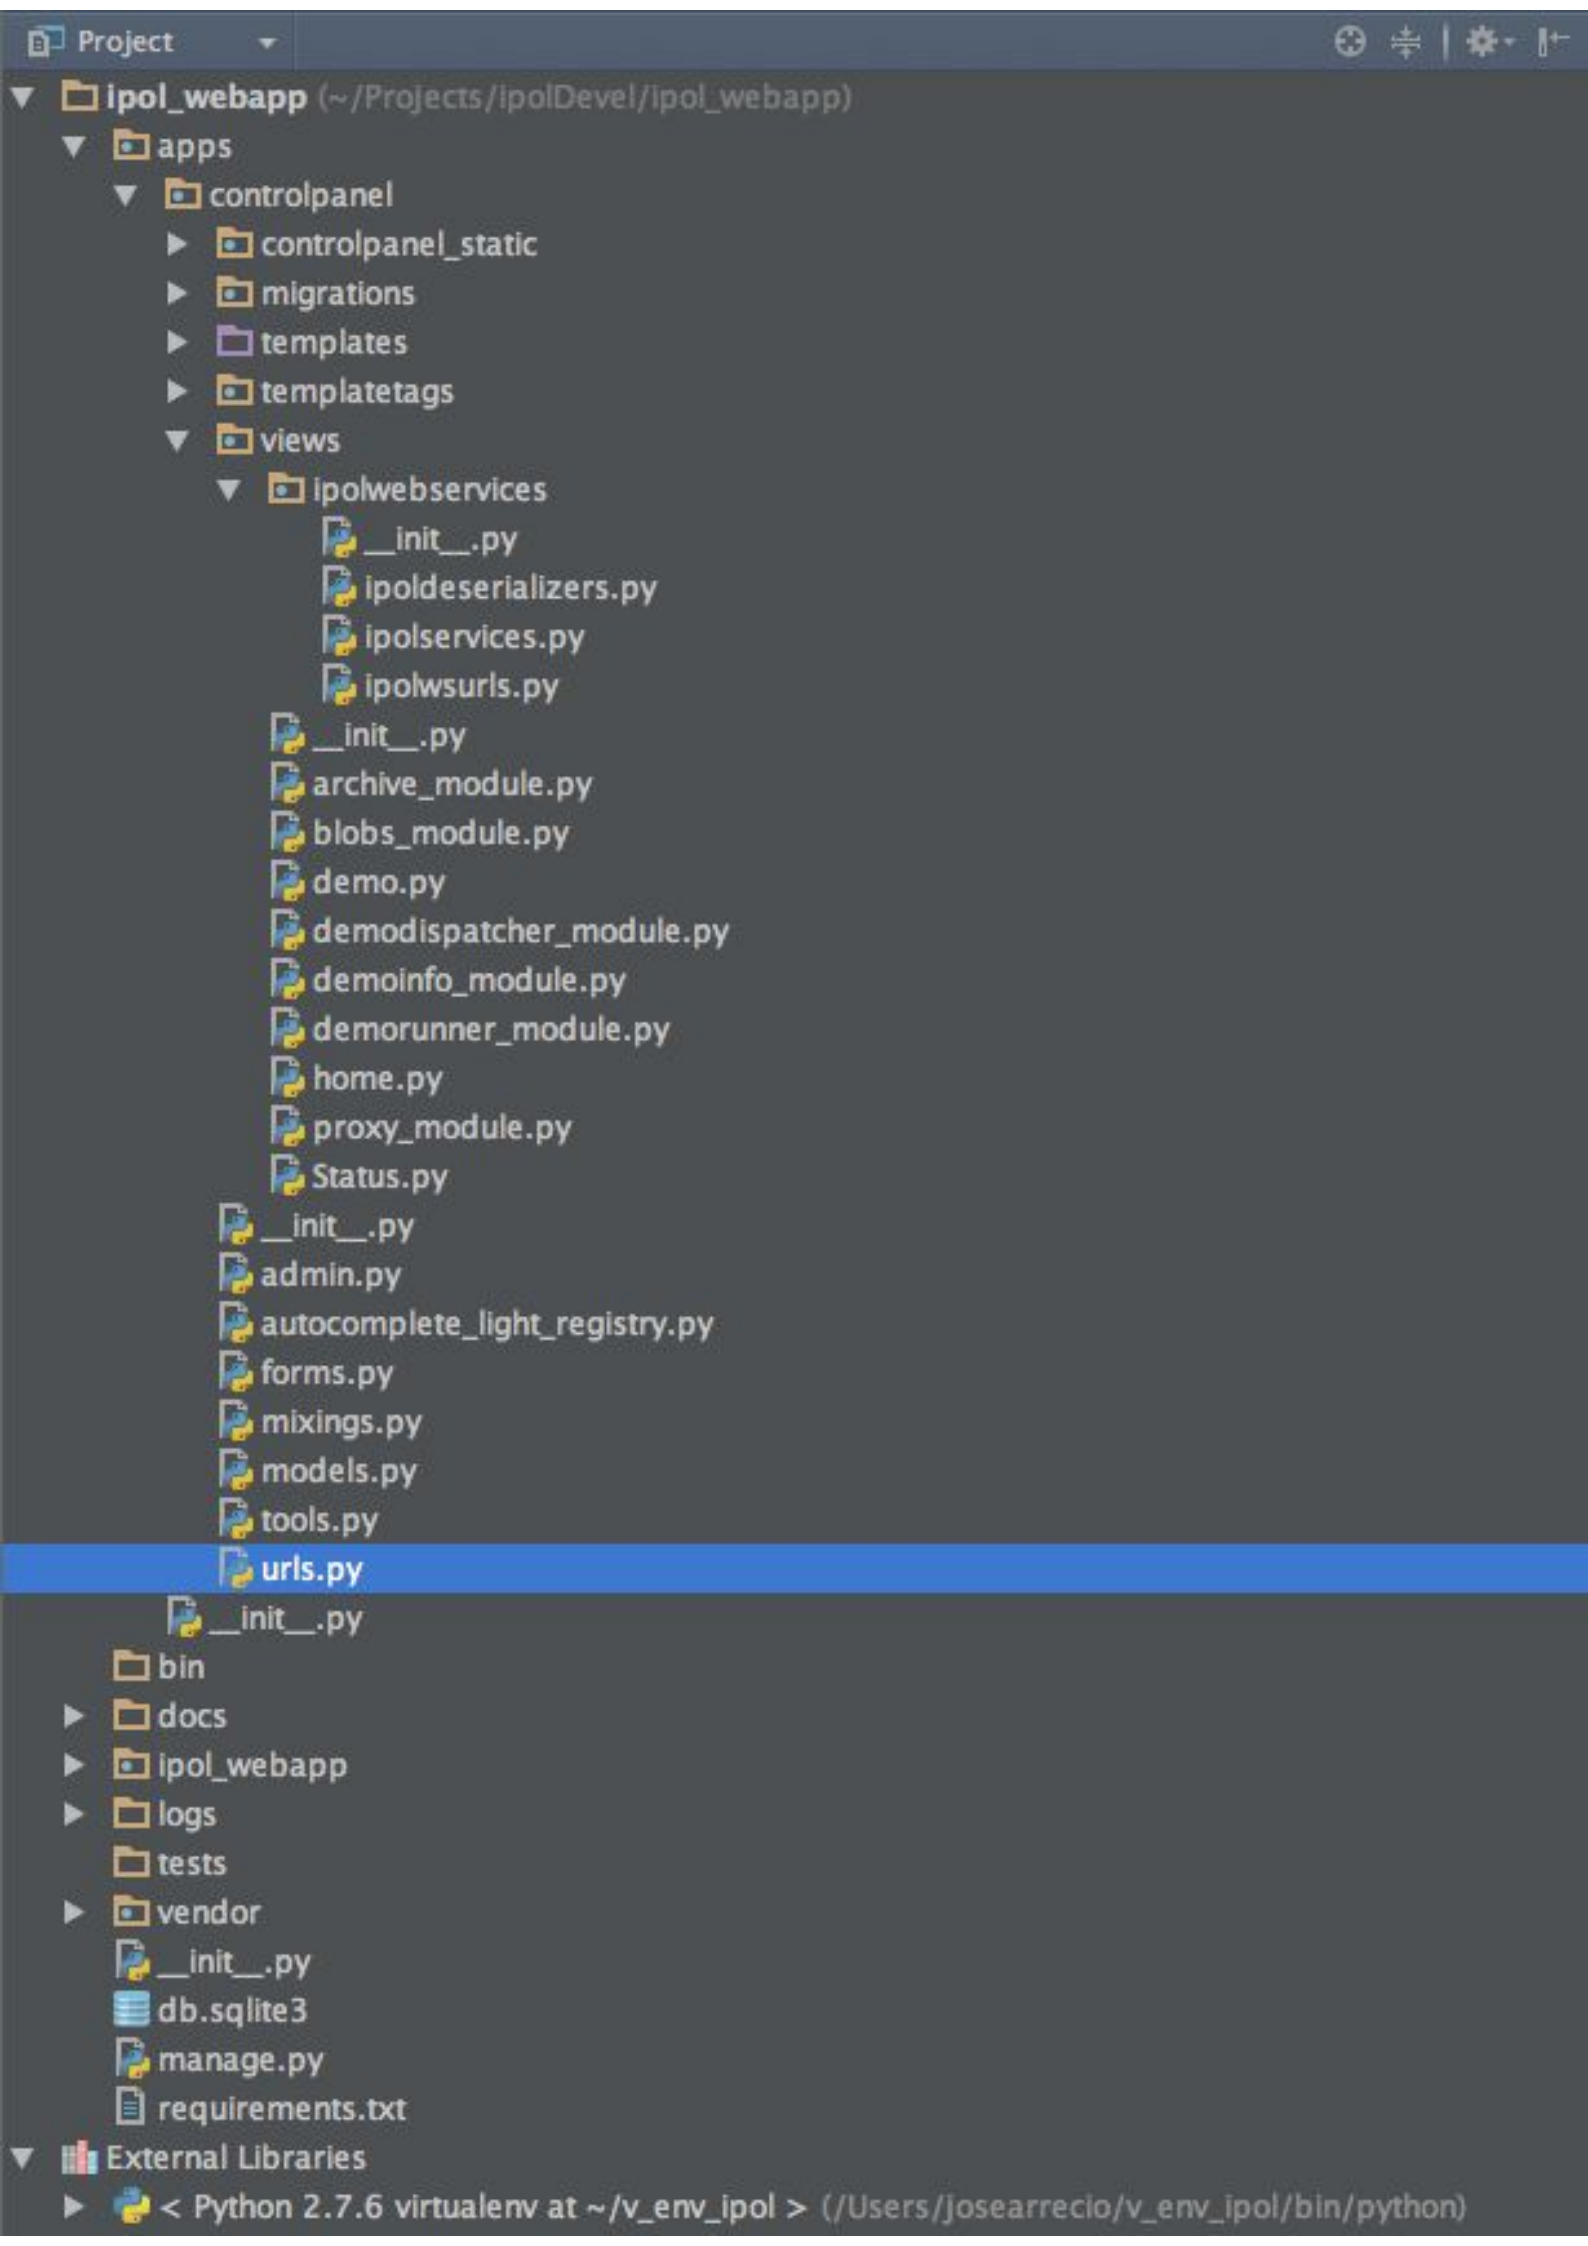 Project
ipol_webapp (~/Projects/ipolDevel/ipol_webapp)
apps
controlpanel
controlpanel_static
migrations
templates
templatetags
views
ipolwebservices
__init__.py
ipoldeserializers.py
ipolservices.py
ipolwsurls.py
__init__.py
archive_module.py
blobs_module.py
demo.py
demodispatcher_module.py
demoinfo_module.py
demorunner_module.py
home.py
proxy_module.py
Status.py
__init__.py
admin.py
autocomplete_light_registry.py
forms.py
mixings.py
models.py
tools.py
urls.py
__init__.py
bin
docs
ipol_webapp
logs
tests
vendor
__init__.py
db.sqlite3
manage.py
requirements.txt
External Libraries
< Python 2.7.6 virtualenv at ~/v_env_ipol > (/Users/josearrecio/v_env_ipol/bin/python)